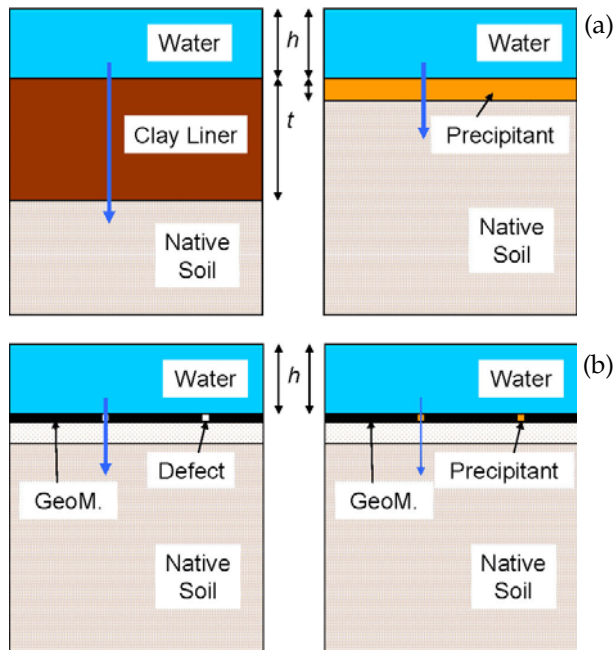 Water
h
Water
(a)
Clay Liner
t
Precipitant
Native
Soil
Native
Soil
Water
h
Water
(b)
Defect
Precipitant
GeoM.
GeoM.
Native
Soil
Native
Soil